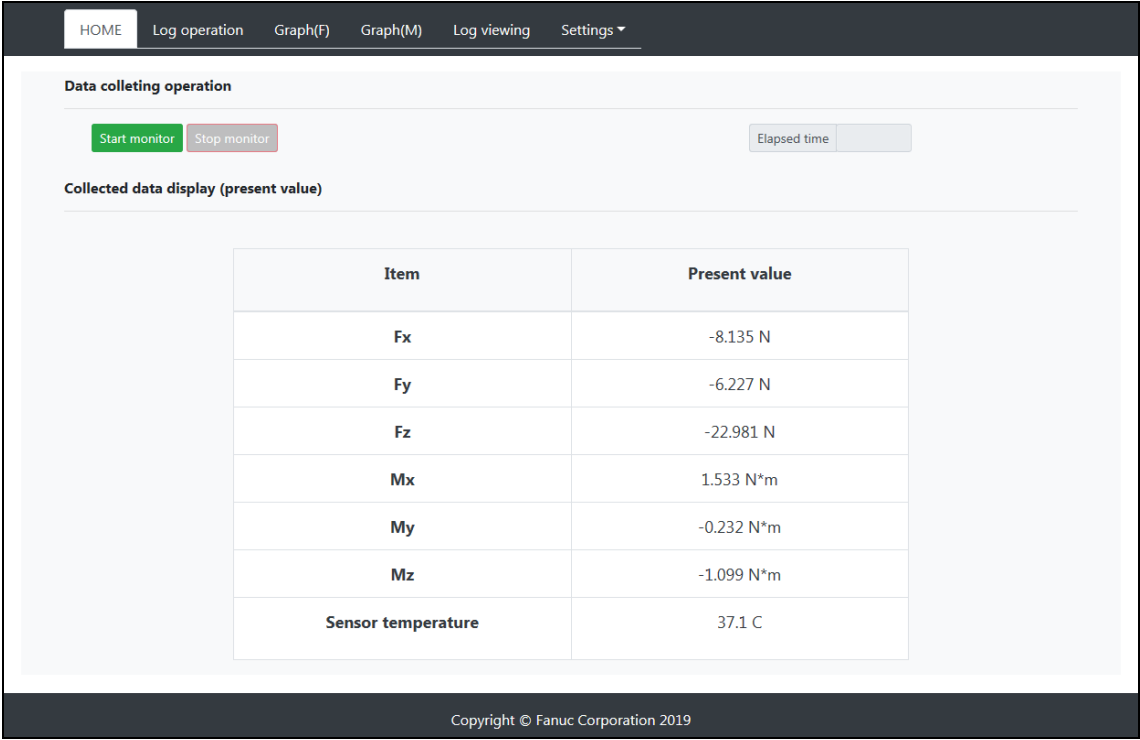 HOME Log operation Graph(F) Graph(M) Log viewing Settings
Data colleting operation
Start monitor Stop monitor Elapsed time
Collected data display (present value)
Item Present value
Fx -8.135 N
Fy -6.227 N
Fz -22.981 N
Mx 1.533 N*m
My -0.232 N*m
Mz -1.099 N*m
Sensor temperature 37.1 C
Copyright © Fanuc Corporation 2019